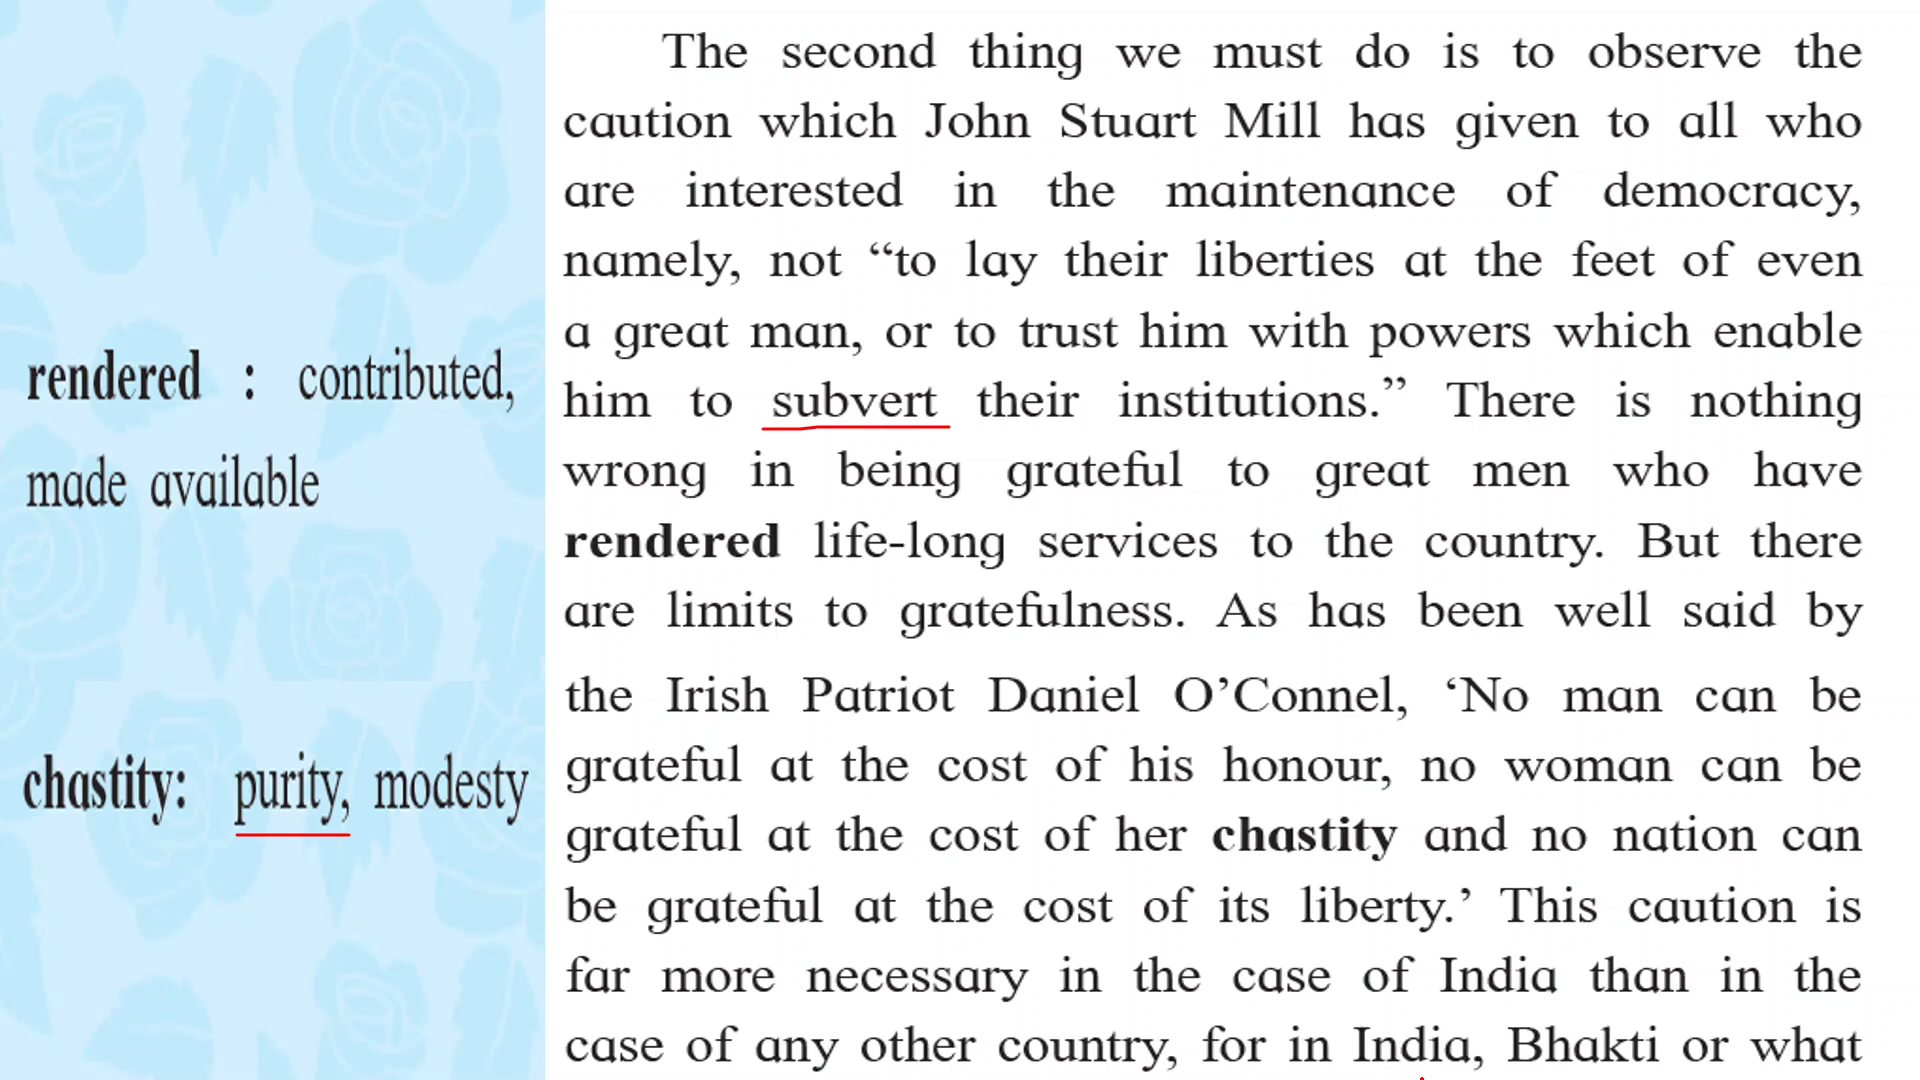 rendered : contributed,
made available
chastity: purity, modesty
The second thing we must do is to observe the
caution which John Stuart Mill has given to all who
are interested in the maintenance of democracy,
namely, not “to lay their liberties at the feet of even
a great man, or to trust him with powers which enable
him to subvert their institutions.” There is nothing
wrong in being grateful to great men who have
rendered life-long services to the country. But there
are limits to gratefulness. As has been well said by
the Irish Patriot Daniel O’Connel, ‘No man can be
grateful at the cost of his honour, no woman can be
grateful at the cost of her chastity and no nation can
be grateful at the cost of its liberty.’ This caution is
far more necessary in the case of India than in the
case of any other country, for in India, Bhakti or what